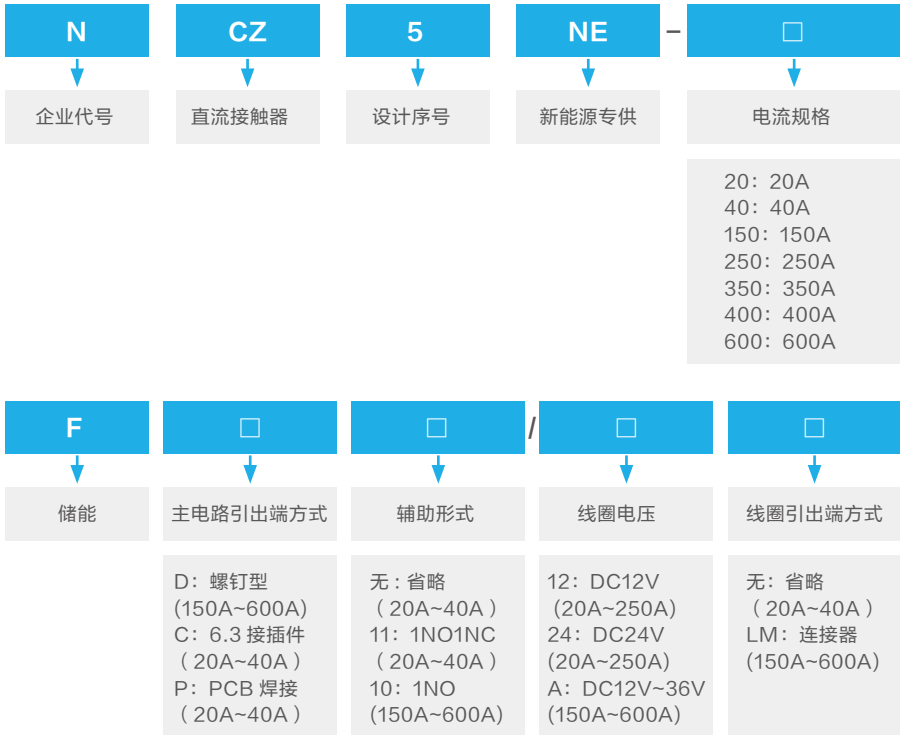 N CZ 5 NE – □
企业代号 直流接触器 设计序号 新能源专供 电流规格
20：20A
40：40A
150：150A
250：250A
350：350A
400：400A
600：600A
F □ □ / □ □
储能 主电路引出端方式 辅助形式 线圈电压 线圈引出端方式
D：螺钉型
(150A~600A)
C：6.3 接插件
（20A~40A）
P：PCB 焊接
（20A~40A）
无：省略
（20A~40A）
11：1NO1NC
（20A~40A）
10：1NO
(150A~600A)
12：DC12V
(20A~250A)
24：DC24V
(20A~250A)
A：DC12V~36V
(150A~600A)
无：省略
（20A~40A）
LM：连接器
(150A~600A)